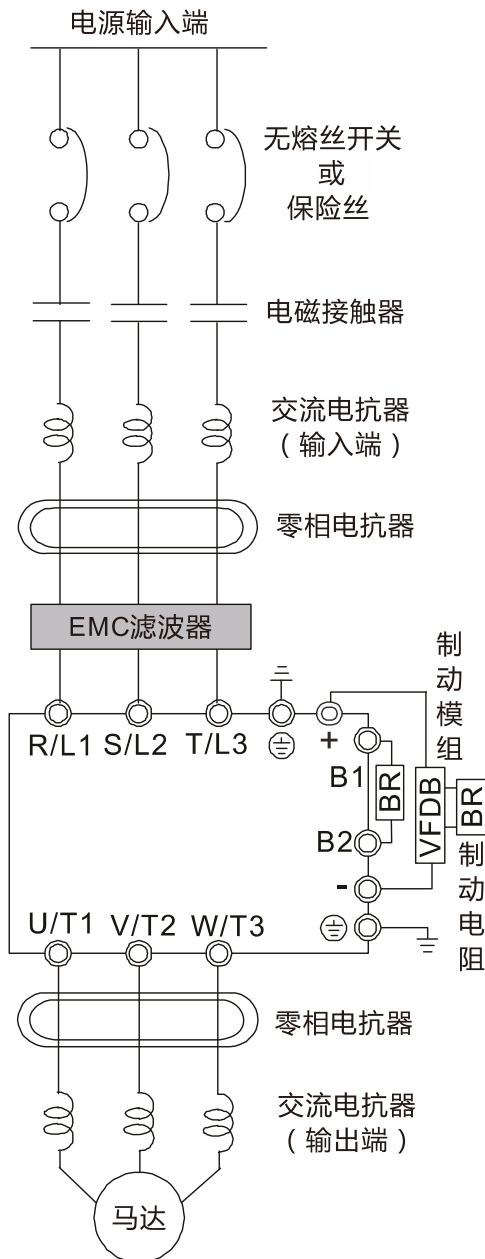 电源输入端
无熔丝开关
或
保险丝
电磁接触器
交流电抗器
（输入端）
零相电抗器
EMC滤波器
R/L1 S/L2 T/L3
+
B1
BR
B2
-
VFDB
BR
制动模组
制动电阻
U/T1 V/T2 W/T3
零相电抗器
交流电抗器
（输出端）
马达